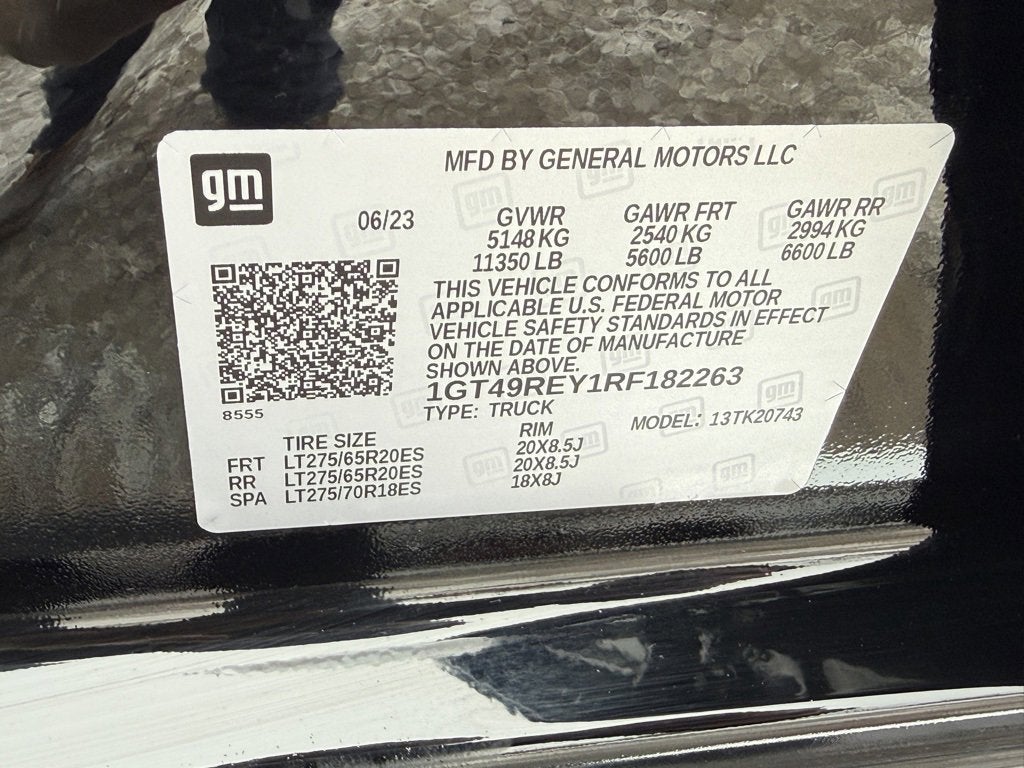 gm
MFD BY GENERAL MOTORS LLC
06/23
GVWR
5148 KG
11350 LB
GAWR FRT
2540 KG
5600 LB
GAWR RR
2994 KG
6600 LB
THIS VEHICLE CONFORMS TO ALL
APPLICABLE U.S. FEDERAL MOTOR
VEHICLE SAFETY STANDARDS IN EFFECT
ON THE DATE OF MANUFACTURE
SHOWN ABOVE.
1GT49REY1RF182263
TYPE: TRUCK
MODEL: 13TK20743
8555
TIRE SIZE RIM
FRT LT275/65R20ES 20X8.5J
RR LT275/65R20ES 20X8.5J
SPA LT275/70R18ES 18X8J